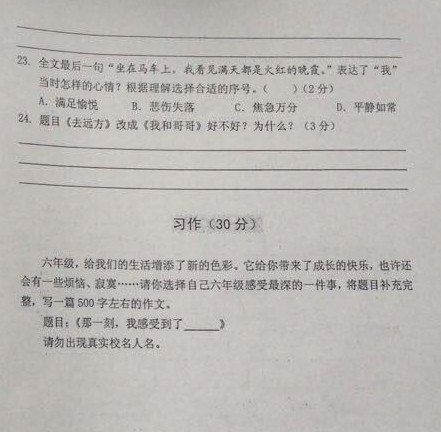 23. 全文最后一句“坐在马车上，我看见满天都是火红的晚霞。”表达了“我”
当时怎样的心情？根据理解选择合适的序号。（　　）（2分）
A. 满足愉悦　　B. 悲伤失落　　C. 焦急万分　　D. 平静如常
24. 题目《去远方》改成《我和哥哥》好不好？为什么？（3分）
习作（30分）
六年级，给我们的生活增添了新的色彩。它给你带来了成长的快乐，也许还
会有一些烦恼、寂寞……请你选择自己六年级感受最深的一件事，将题目补充完
整，写一篇500字左右的作文。
题目：《那一刻，我感受到了______》
请勿出现真实校名人名。